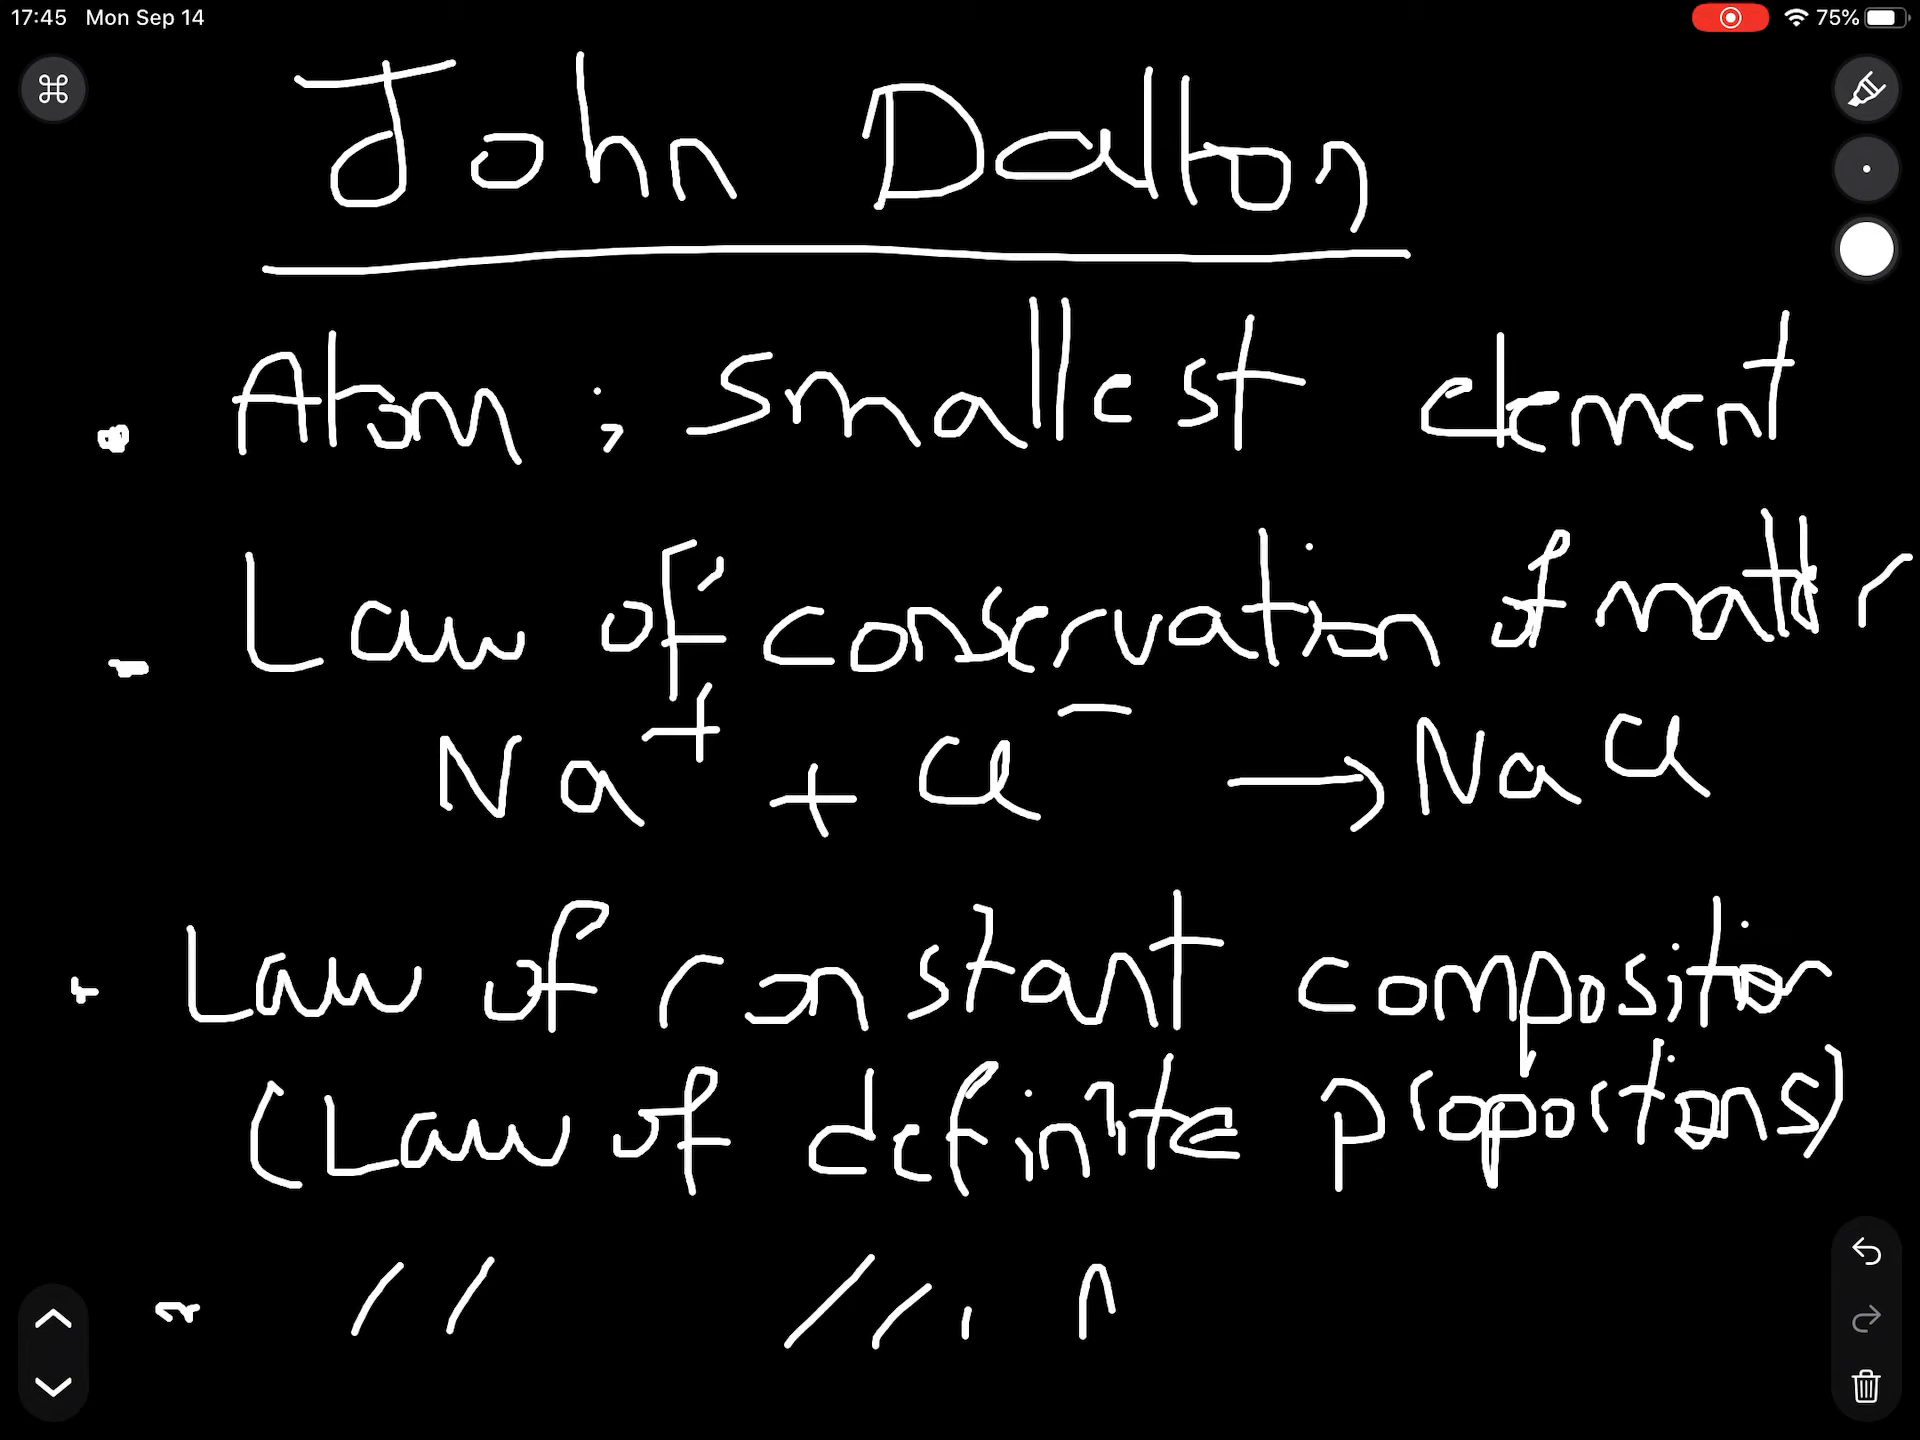 17:45 Mon Sep 14 75%
John Dalton
• Atom ; smallest element
- Law of conservation of matter
Na⁺ + Cl⁻ → NaCl
- Law of constant composition
(Law of definite proportions)
- // //